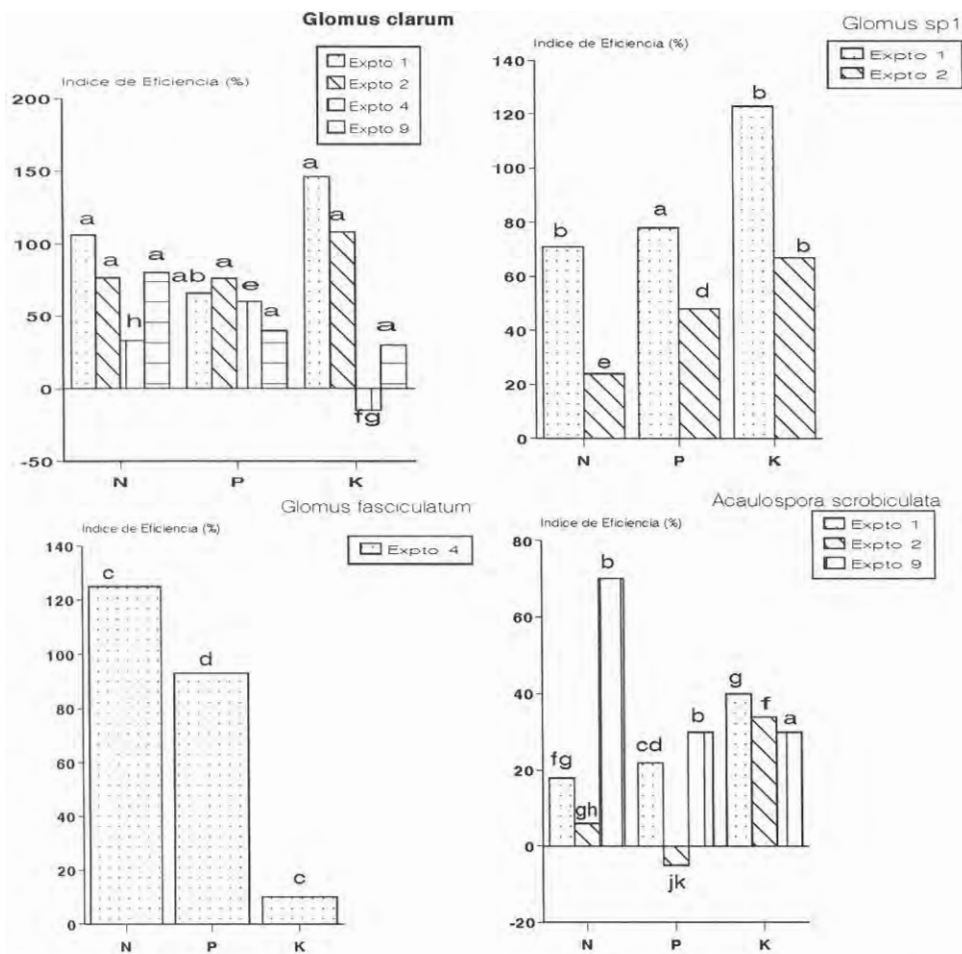 Glomus clarum
Indice de Eficiencia (%)
Expto 1
Expto 2
Expto 4
Expto 9
200
150
100
50
0
-50
a
a
h
a
ab
a
e
a
a
a
fg
a
N
P
K
Glomus sp1
Indice de Eficiencia (%)
Expto 1
Expto 2
140
120
100
80
60
40
20
0
b
e
a
d
b
b
N
P
K
Glomus fasciculatum
Indice de Eficiencia (%)
Expto 4
140
120
100
80
60
40
20
0
c
d
c
N
P
K
Acaulospora scrobiculata
Indice de Eficiencia (%)
Expto 1
Expto 2
Expto 9
80
60
40
20
0
-20
fg
gh
b
cd
jk
b
g
f
a
N
P
K